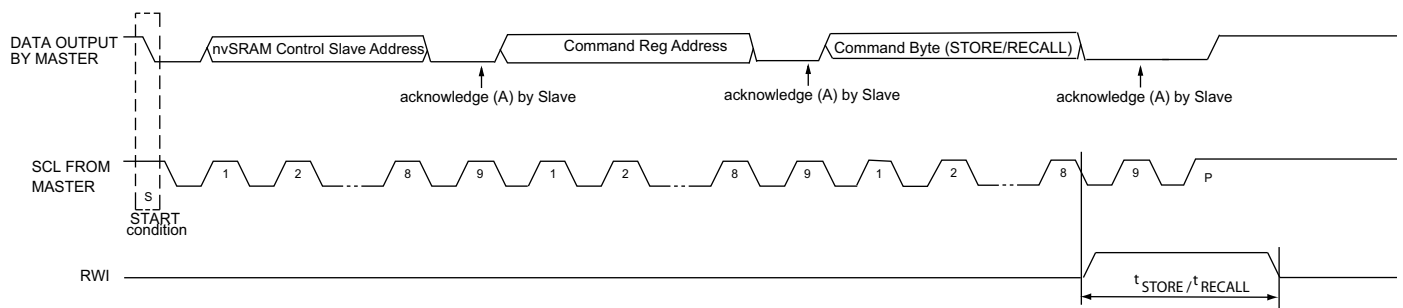 DATA OUTPUT
BY MASTER
nvSRAM Control Slave Address
Command Reg Address
Command Byte (STORE/RECALL)
acknowledge (A) by Slave
acknowledge (A) by Slave
acknowledge (A) by Slave
SCL FROM
MASTER
S
1 2 8 9 1 2 8 9 1 2 8 9 P
START
condition
RWI
tSTORE/tRECALL